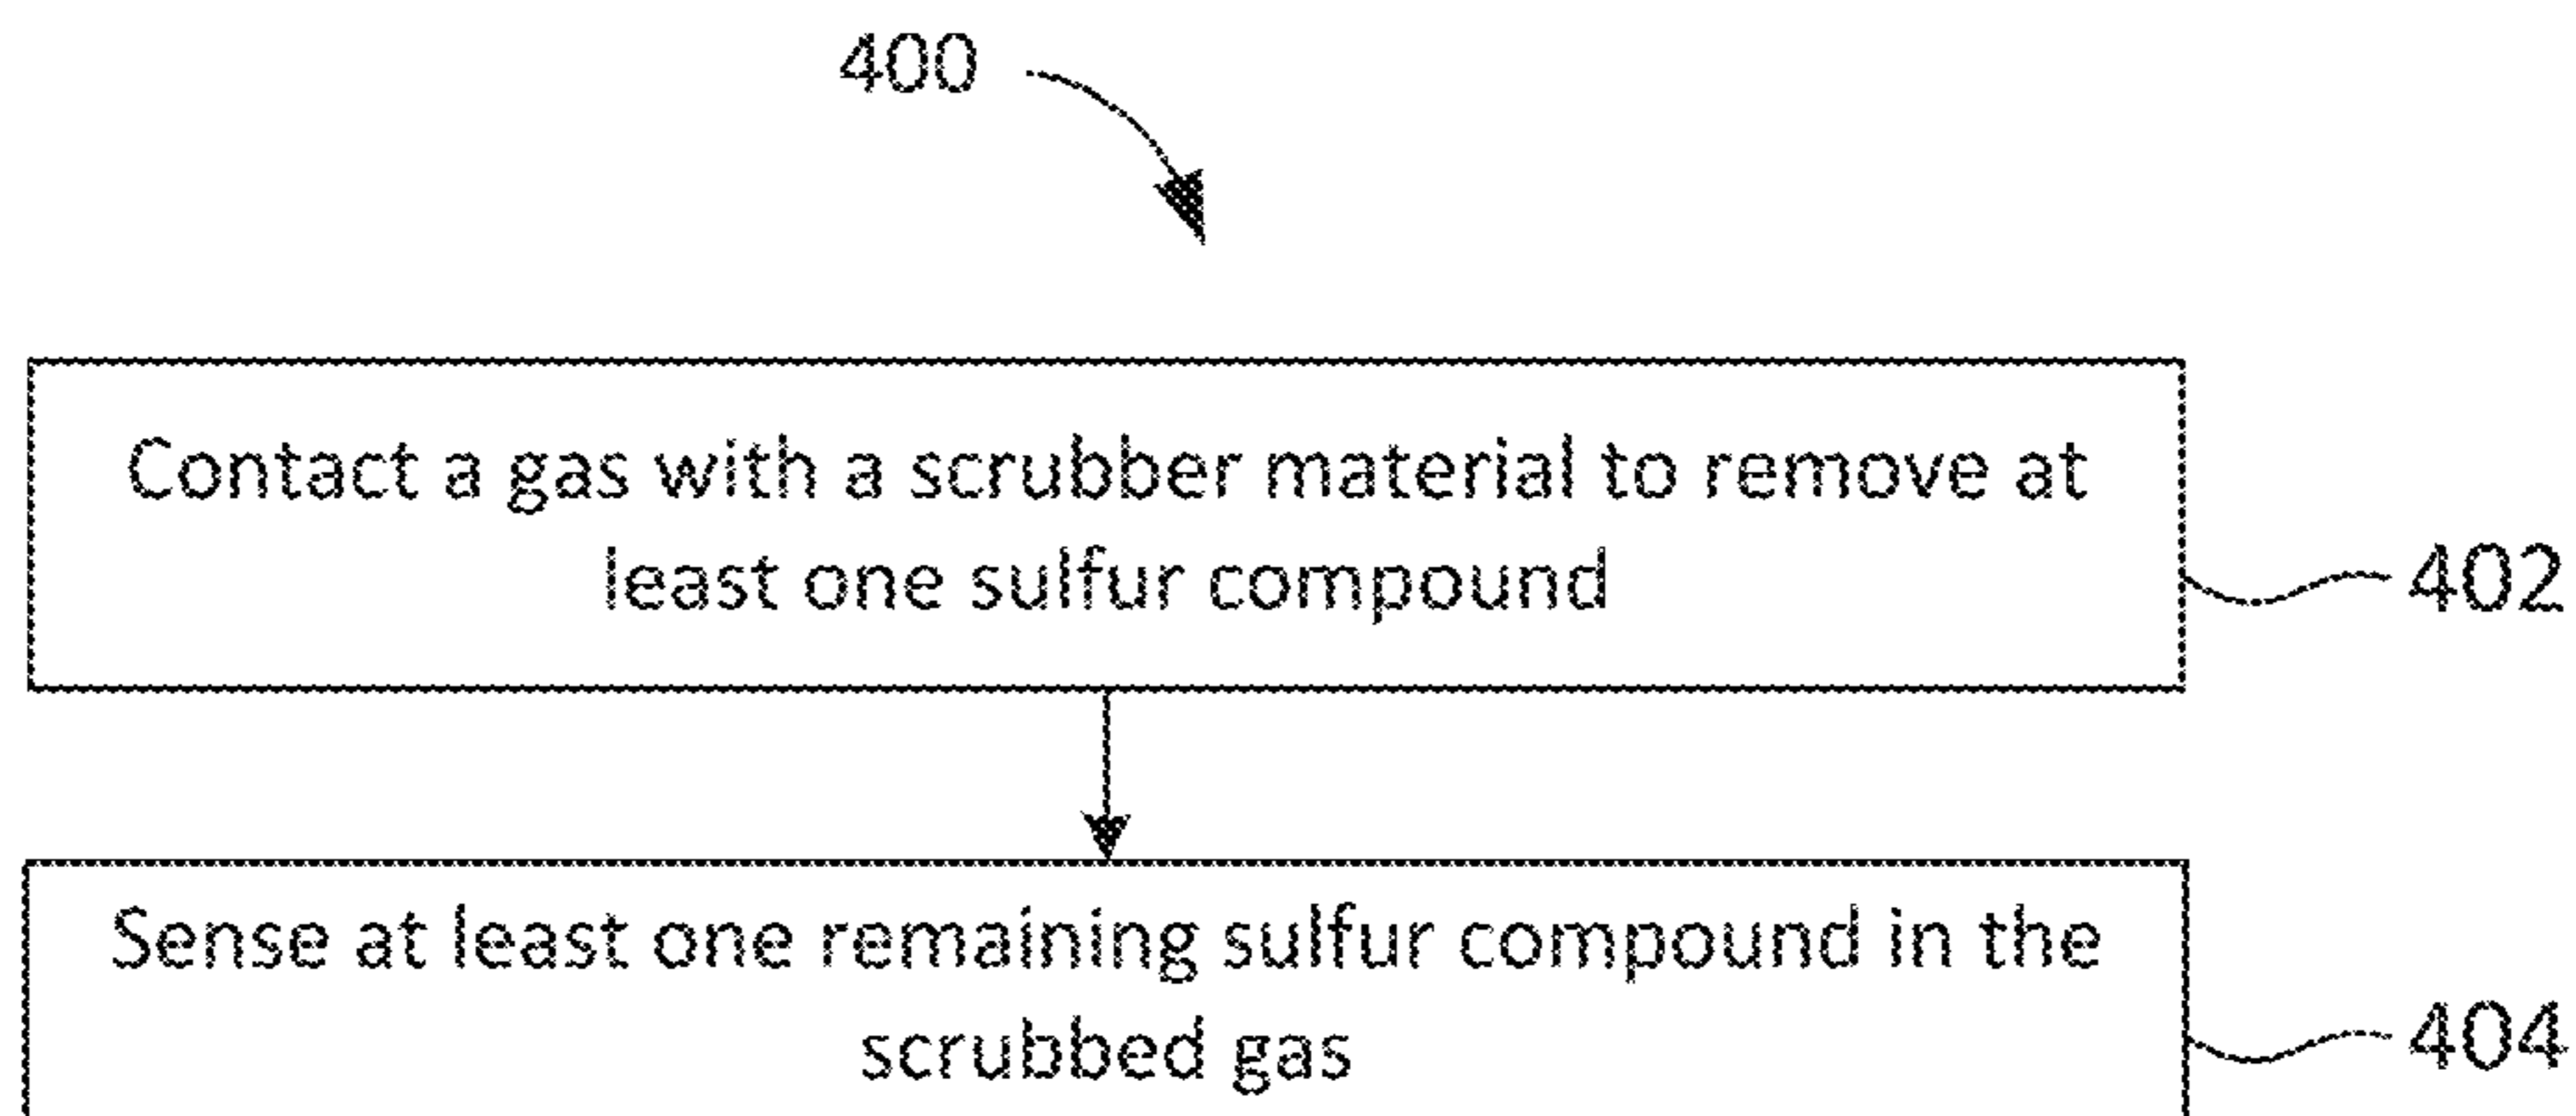 400
Contact a gas with a scrubber material to remove at
least one sulfur compound
402
Sense at least one remaining sulfur compound in the
scrubbed gas
404